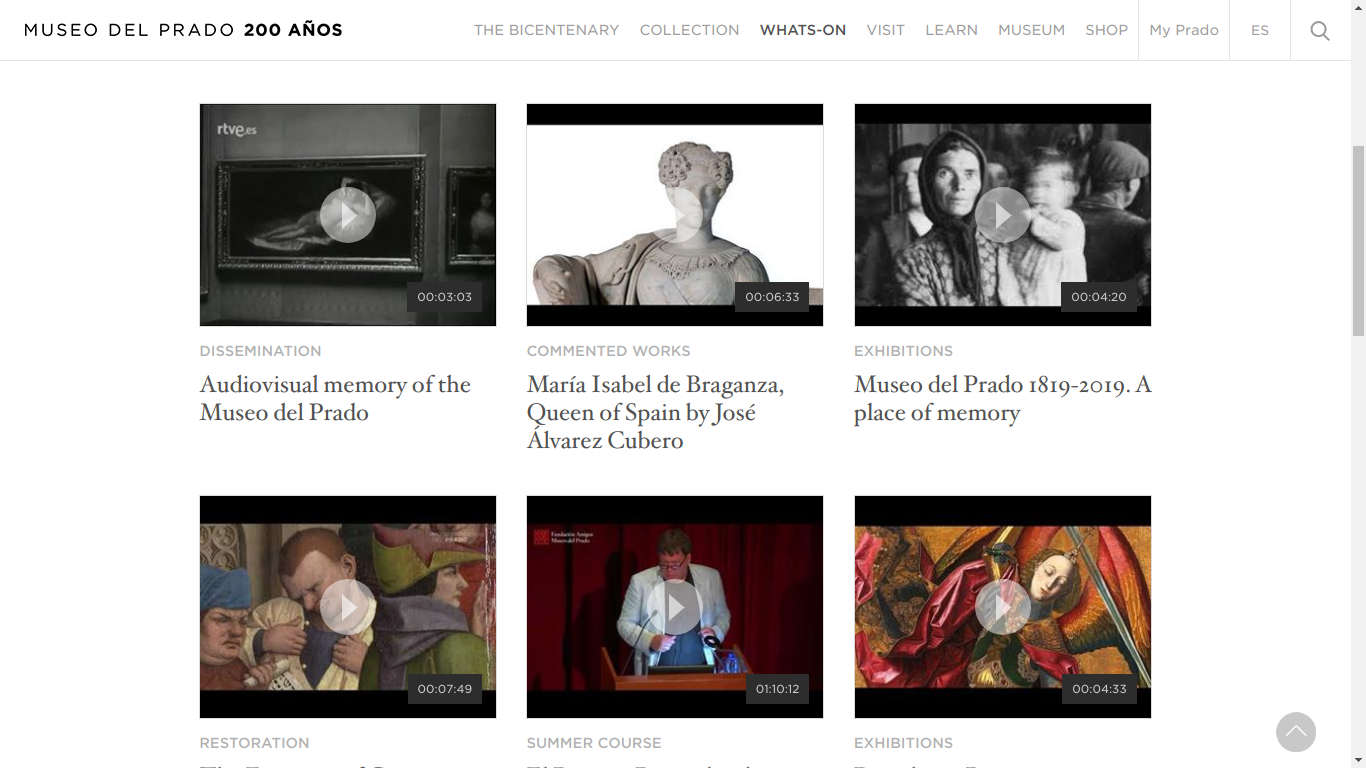 MUSEO DEL PRADO 200 AÑOS
THE BICENTENARY COLLECTION WHATS-ON VISIT LEARN MUSEUM SHOP My Prado ES
rtve.es
00:03:03
00:06:33
00:04:20
DISSEMINATION
Audiovisual memory of the
Museo del Prado
COMMENTED WORKS
María Isabel de Braganza,
Queen of Spain by José
Álvarez Cubero
EXHIBITIONS
Museo del Prado 1819-2019. A
place of memory
PRADO
00:07:49
Fundación Amigos
Museo del Prado
01:10:12
00:04:33
RESTORATION
SUMMER COURSE
EXHIBITIONS